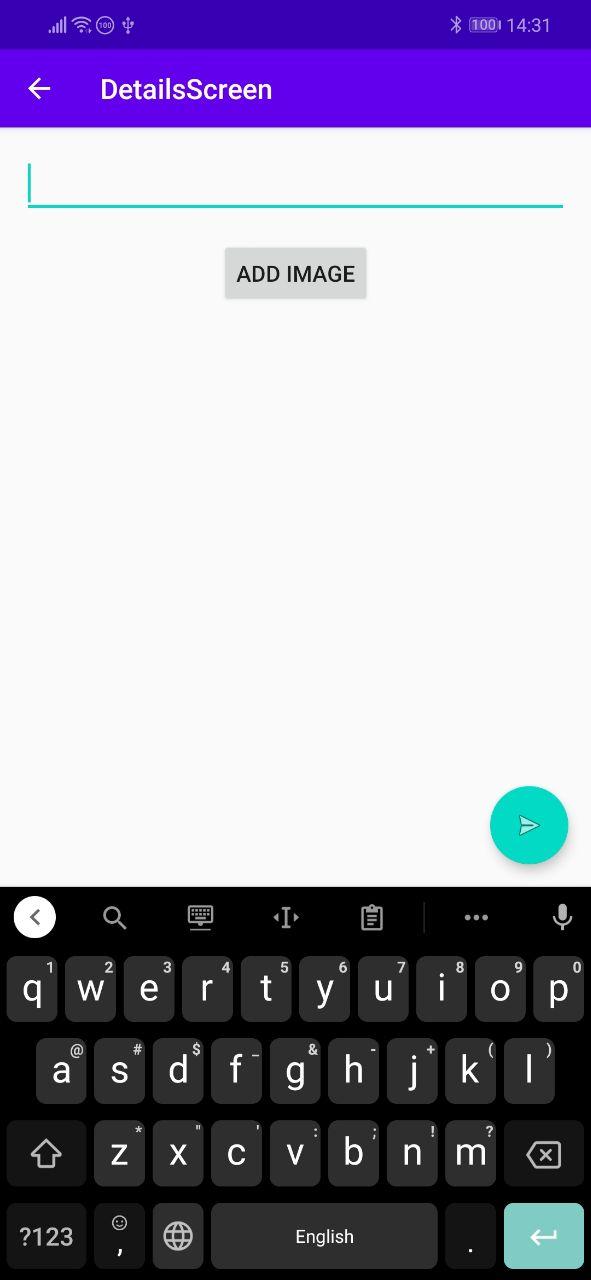 100 100 14:31
DetailsScreen
ADD IMAGE
1 2 3 4 5 6 7 8 9 0
q w e r t y u i o p
@ # $ _ & - + ( )
a s d f g h j k l
* " ' : ; ! ?
z x c v b n m
?123 , English .